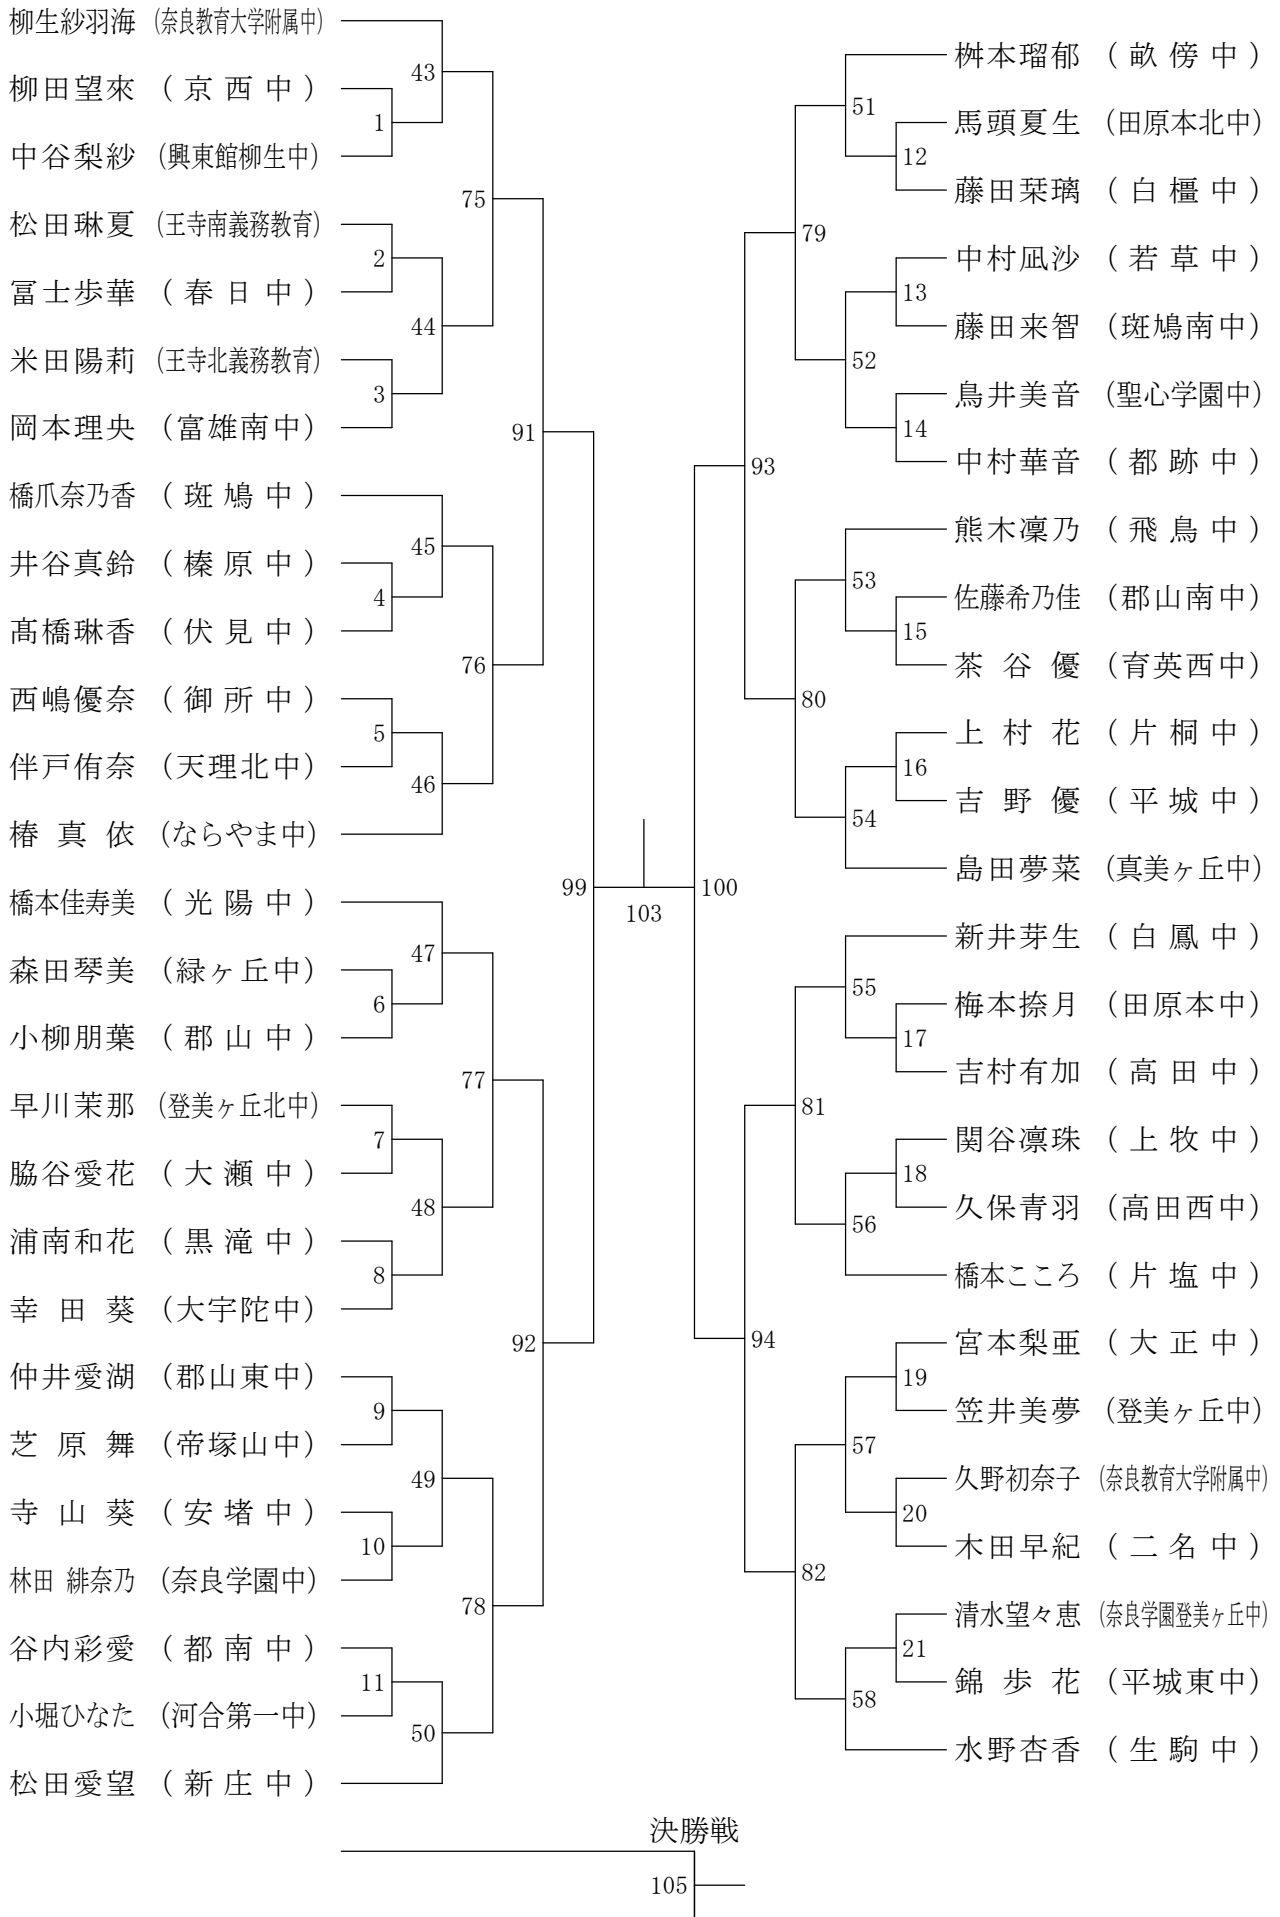 柳生紗羽海 (奈良教育大学附属中)
柳田望來 (京西中)
中谷梨紗 (興東館柳生中)
松田琳夏 (王寺南義務教育)
冨士歩華 (春日中)
米田陽莉 (王寺北義務教育)
岡本理央 (富雄南中)
橋爪奈乃香 (斑鳩中)
井谷真鈴 (榛原中)
髙橋琳香 (伏見中)
西嶋優奈 (御所中)
伴戸侑奈 (天理北中)
椿真依 (ならやま中)
橋本佳寿美 (光陽中)
森田琴美 (緑ヶ丘中)
小柳朋葉 (郡山中)
早川茉那 (登美ヶ丘北中)
脇谷愛花 (大瀬中)
浦南和花 (黒滝中)
幸田葵 (大宇陀中)
仲井愛湖 (郡山東中)
芝原舞 (帝塚山中)
寺山葵 (安堵中)
林田 緋奈乃 (奈良学園中)
谷内彩愛 (都南中)
小堀ひなた (河合第一中)
松田愛望 (新庄中)
1
2
3
4
5
6
7
8
9
10
11
43
44
45
46
47
48
49
50
75
76
77
78
91
92
99
103
100
93
94
79
80
81
82
51
52
53
54
55
56
57
58
12
13
14
15
16
17
18
19
20
21
桝本瑠郁 (畝傍中)
馬頭夏生 (田原本北中)
藤田栞璃 (白橿中)
中村凪沙 (若草中)
藤田来智 (斑鳩南中)
鳥井美音 (聖心学園中)
中村華音 (都跡中)
熊木凜乃 (飛鳥中)
佐藤希乃佳 (郡山南中)
茶谷優 (育英西中)
上村花 (片桐中)
吉野優 (平城中)
島田夢菜 (真美ヶ丘中)
新井芽生 (白鳳中)
梅本捺月 (田原本中)
吉村有加 (高田中)
関谷凛珠 (上牧中)
久保青羽 (高田西中)
橋本こころ (片塩中)
宮本梨亜 (大正中)
笠井美夢 (登美ヶ丘中)
久野初奈子 (奈良教育大学附属中)
木田早紀 (二名中)
清水望々恵 (奈良学園登美ヶ丘中)
錦歩花 (平城東中)
水野杏香 (生駒中)
決勝戦
105